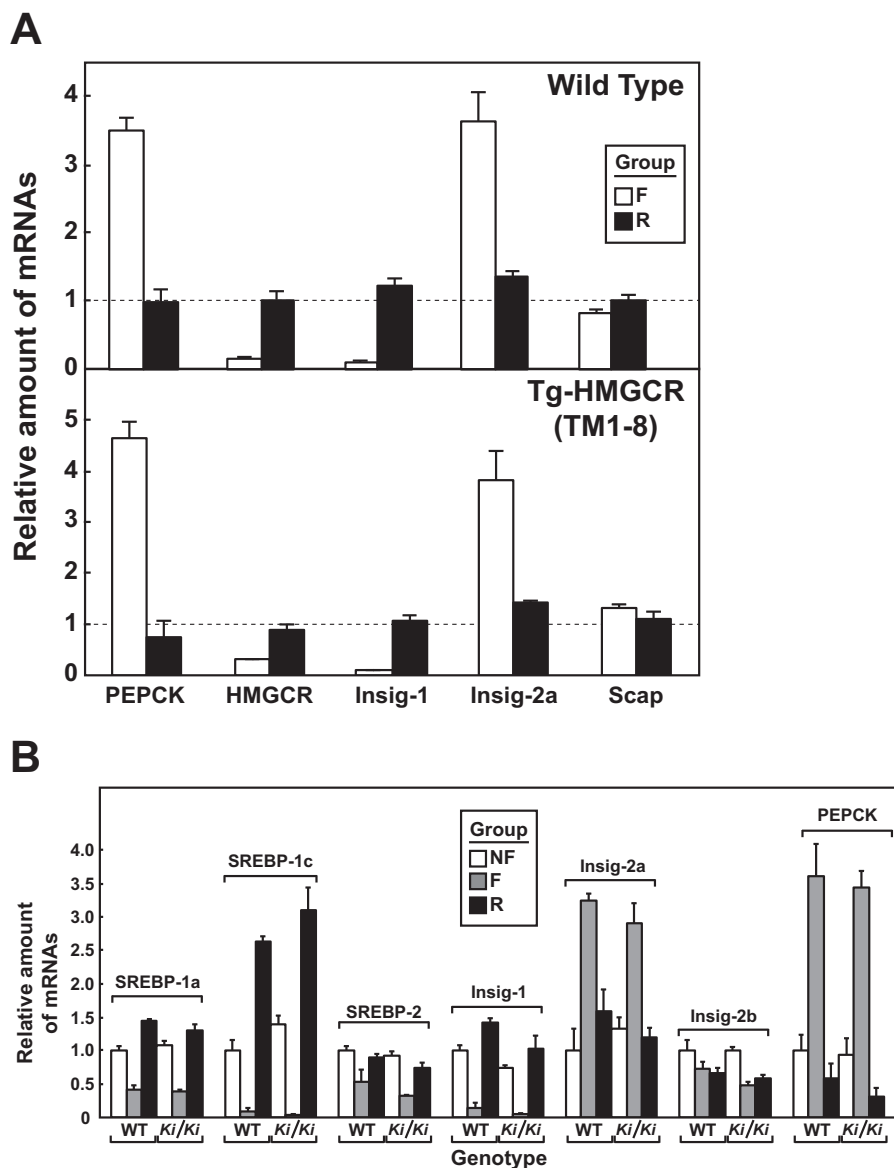 A
Relative amount of mRNAs
4
3
2
1
0
Wild Type
Group
F
R
5
4
3
2
1
0
Tg-HMGCR
(TM1-8)
PEPCK HMGCR Insig-1 Insig-2a Scap
B
Relative amount
of mRNAs
4.0
3.5
3.0
2.5
2.0
1.5
1.0
0.5
0
Group
NF
F
R
SREBP-1a
SREBP-1c
SREBP-2
Insig-1
Insig-2a
Insig-2b
PEPCK
WT Ki/Ki WT Ki/Ki WT Ki/Ki WT Ki/Ki WT Ki/Ki WT Ki/Ki WT Ki/Ki
Genotype